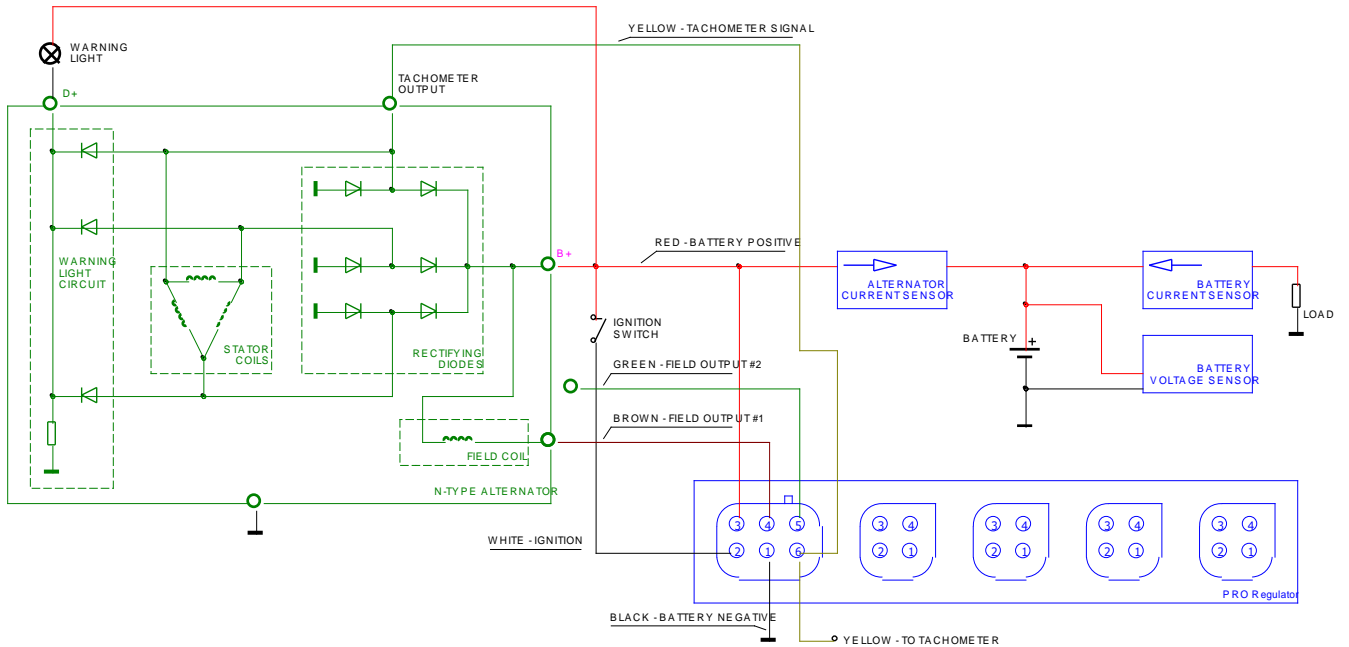 YELLOW - TACHOMETER SIGNAL
WARNING
LIGHT
TACHOMETER
OUTPUT
D+
B+
RED - BATTERY POSITIVE
WARNING
LIGHT
CIRCUIT
STATOR
COILS
RECTIFYING
DIODES
ALTERNATOR
CURRENT SENSOR
BATTERY
CURRENT SENSOR
LOAD
IGNITION
SWITCH
BATTERY
+
BATTERY
VOLTAGE SENSOR
GREEN - FIELD OUTPUT #2
BROWN - FIELD OUTPUT #1
FIELD COIL
N-TYPE ALTERNATOR
WHITE - IGNITION
3 4 5
2 1 6
3 4
2 1
3 4
2 1
3 4
2 1
3 4
2 1
PRO Regulator
BLACK - BATTERY NEGATIVE
YELLOW - TO TACHOMETER